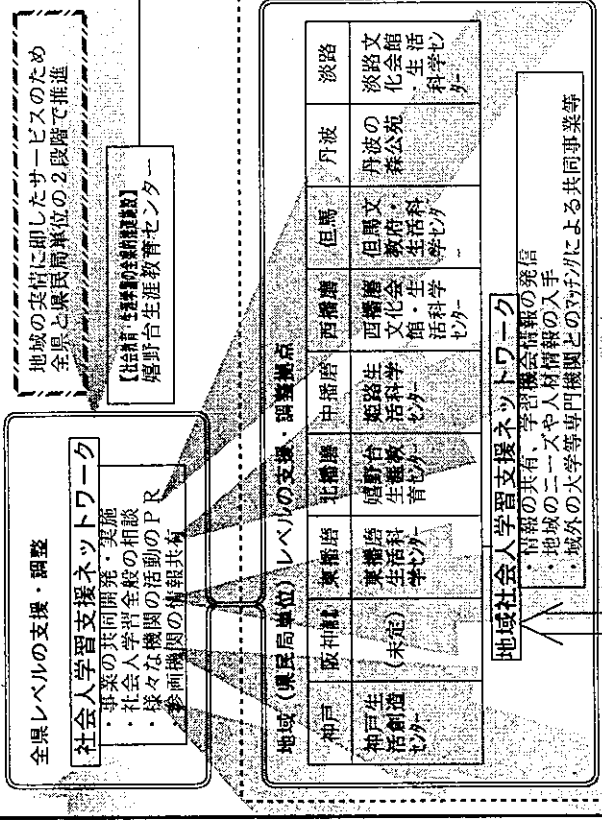 全県レベルの支援・調整
社会人学習支援ネットワーク
・事業の共同開発・実施
・社会人学習全般の相談
・様々な機関の活動のPR
・参画機関の情報共有
地域の実情に即したサービスのため
全県と県民局単位の2段階で推進
【社会教育・生涯学習の全県的推進施設】
嬉野台生涯教育センター
地域(県民局単位)レベルの支援・調整拠点
神戸
阪神
東播磨
北播磨
中播磨
西播磨
但馬
丹波
淡路
神戸生
活創造
センター
(未定)
東播磨
生活科
学センター
嬉野台
生涯教
育センター
姫路生
活科学
センター
西播磨
文化会
館・生
活科学
センター
但馬文
教府・
生活科
学センタ
ー
丹波の
森公苑
淡路文
化会館
・生活
科学セン
ター
地域社会人学習支援ネットワーク
・情報の共有、学習機会情報の発信
・地域のニーズや人材情報の入手
・域外の大学等専門機関とのマッチングによる共同事業等